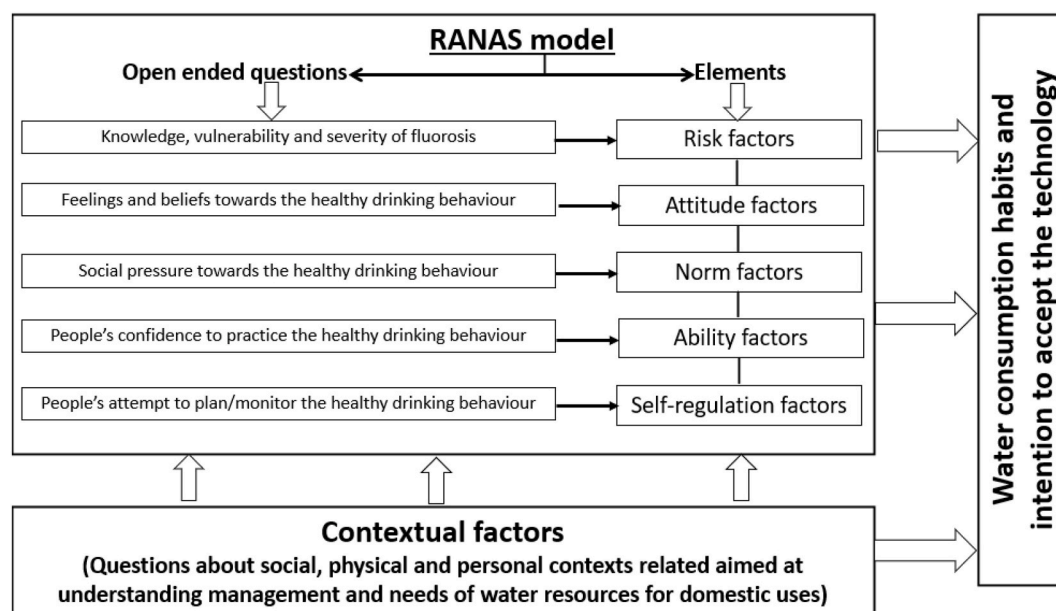 RANAS model
Open ended questions
Elements
Knowledge, vulnerability and severity of fluorosis
Risk factors
Feelings and beliefs towards the healthy drinking behaviour
Attitude factors
Social pressure towards the healthy drinking behaviour
Norm factors
People's confidence to practice the healthy drinking behaviour
Ability factors
People's attempt to plan/monitor the healthy drinking behaviour
Self-regulation factors
Contextual factors
(Questions about social, physical and personal contexts related aimed at
understanding management and needs of water resources for domestic uses)
Water consumption habits and
intention to accept the technology